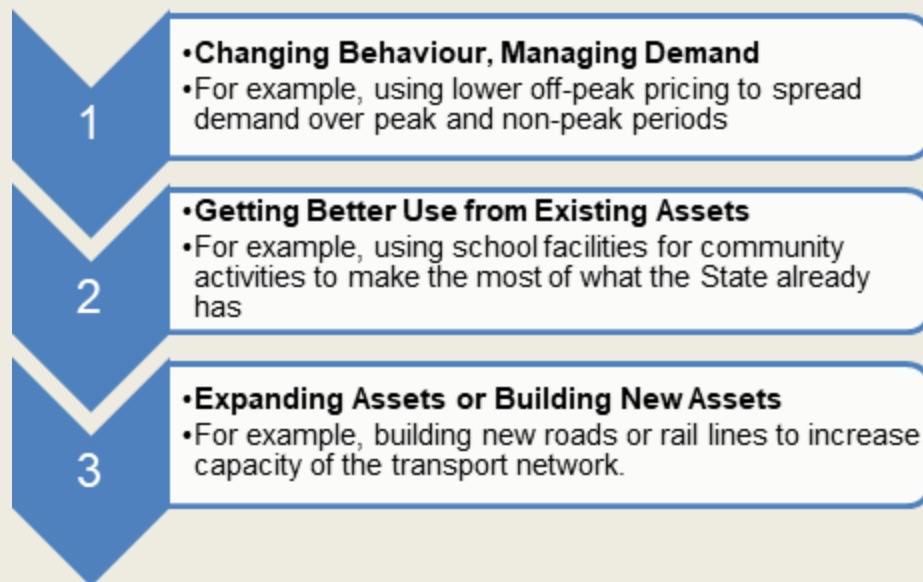 1
•Changing Behaviour, Managing Demand
•For example, using lower off-peak pricing to spread
demand over peak and non-peak periods
2
•Getting Better Use from Existing Assets
•For example, using school facilities for community
activities to make the most of what the State already
has
3
•Expanding Assets or Building New Assets
•For example, building new roads or rail lines to increase
capacity of the transport network.